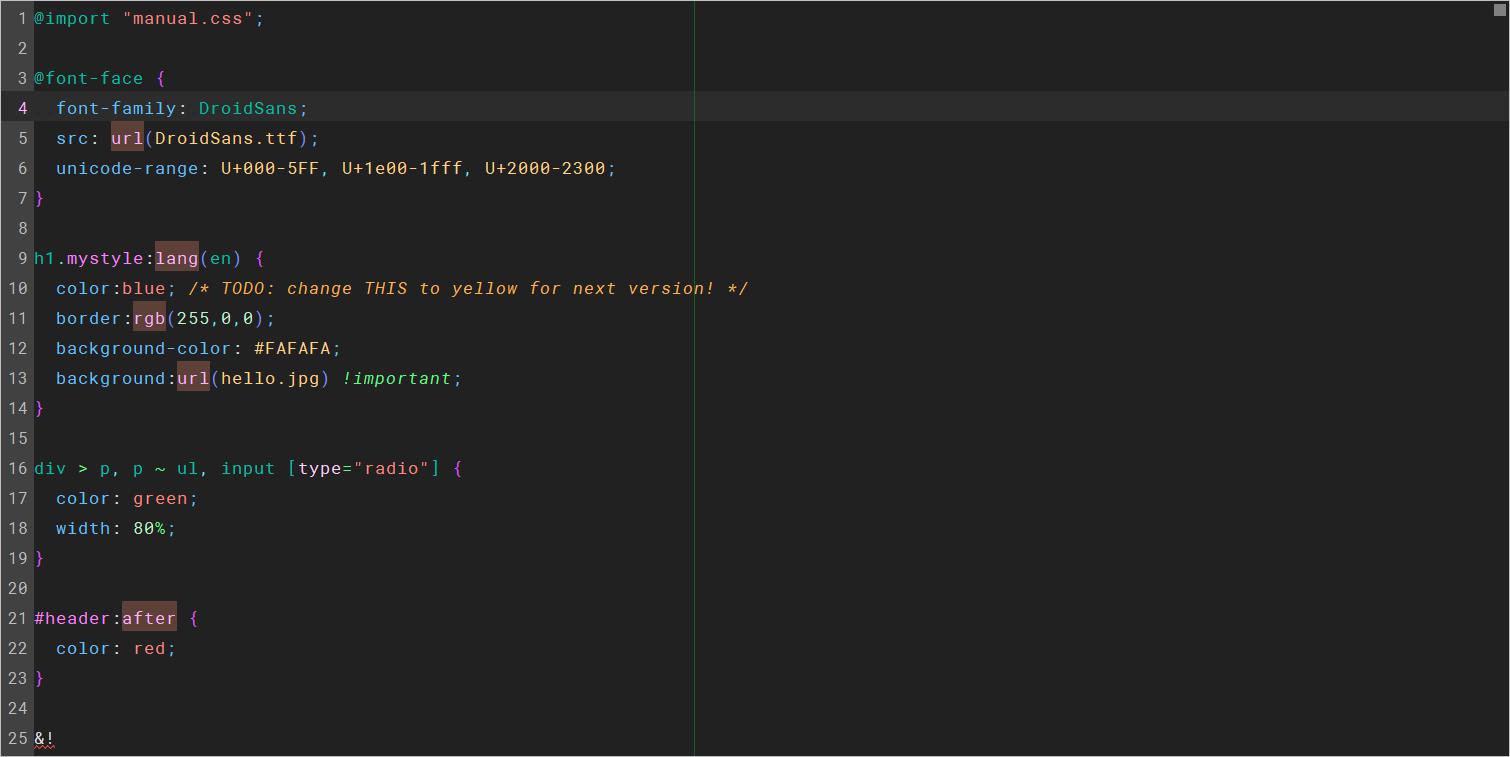 1 @import "manual.css";
2
3 @font-face {
4   font-family: DroidSans;
5   src: url(DroidSans.ttf);
6   unicode-range: U+000-5FF, U+1e00-1fff, U+2000-2300;
7 }
8
9 h1.mystyle:lang(en) {
10   color:blue; /* TODO: change THIS to yellow for next version! */
11   border:rgb(255,0,0);
12   background-color: #FAFAFA;
13   background:url(hello.jpg) !important;
14 }
15
16 div > p, p ~ ul, input [type="radio"] {
17   color: green;
18   width: 80%;
19 }
20
21 #header:after {
22   color: red;
23 }
24
25 &!